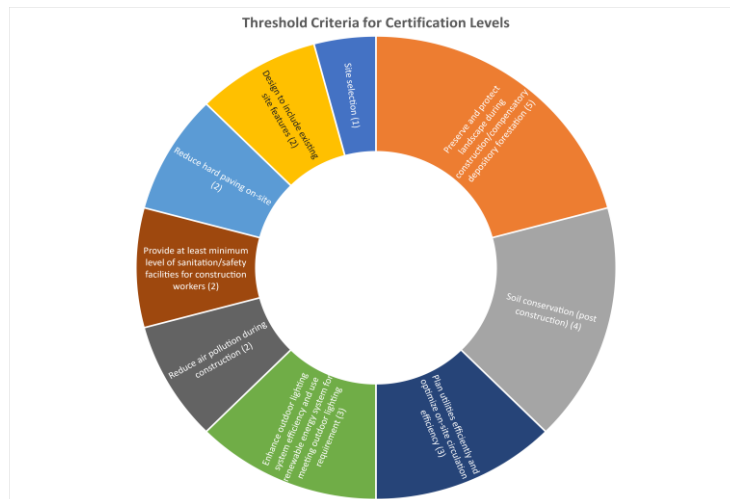 Threshold Criteria for Certification Levels
Site selection (1)
Preserve and protect
landscape during
construction/compensatory
depository forestation (5)
Soil conservation (post
construction) (4)
Plan utilities efficiently and
optimize on-site circulation
efficiency (3)
Enhance outdoor lighting
system efficiency and use
renewable energy system for
meeting outdoor lighting
requirement (3)
Reduce air pollution during
construction (2)
Provide at least minimum
level of sanitation/safety
facilities for construction
workers (2)
Reduce hard paving on-site
(2)
Design to include existing
site features (2)